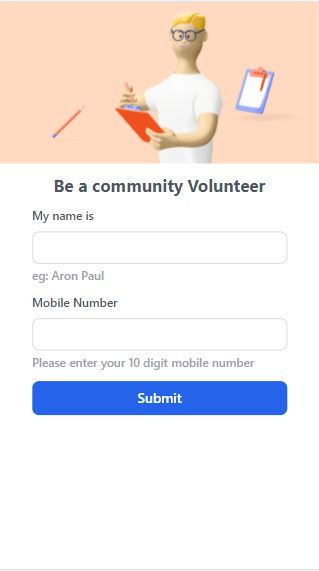 Be a community Volunteer
My name is
eg: Aron Paul
Mobile Number
Please enter your 10 digit mobile number
Submit